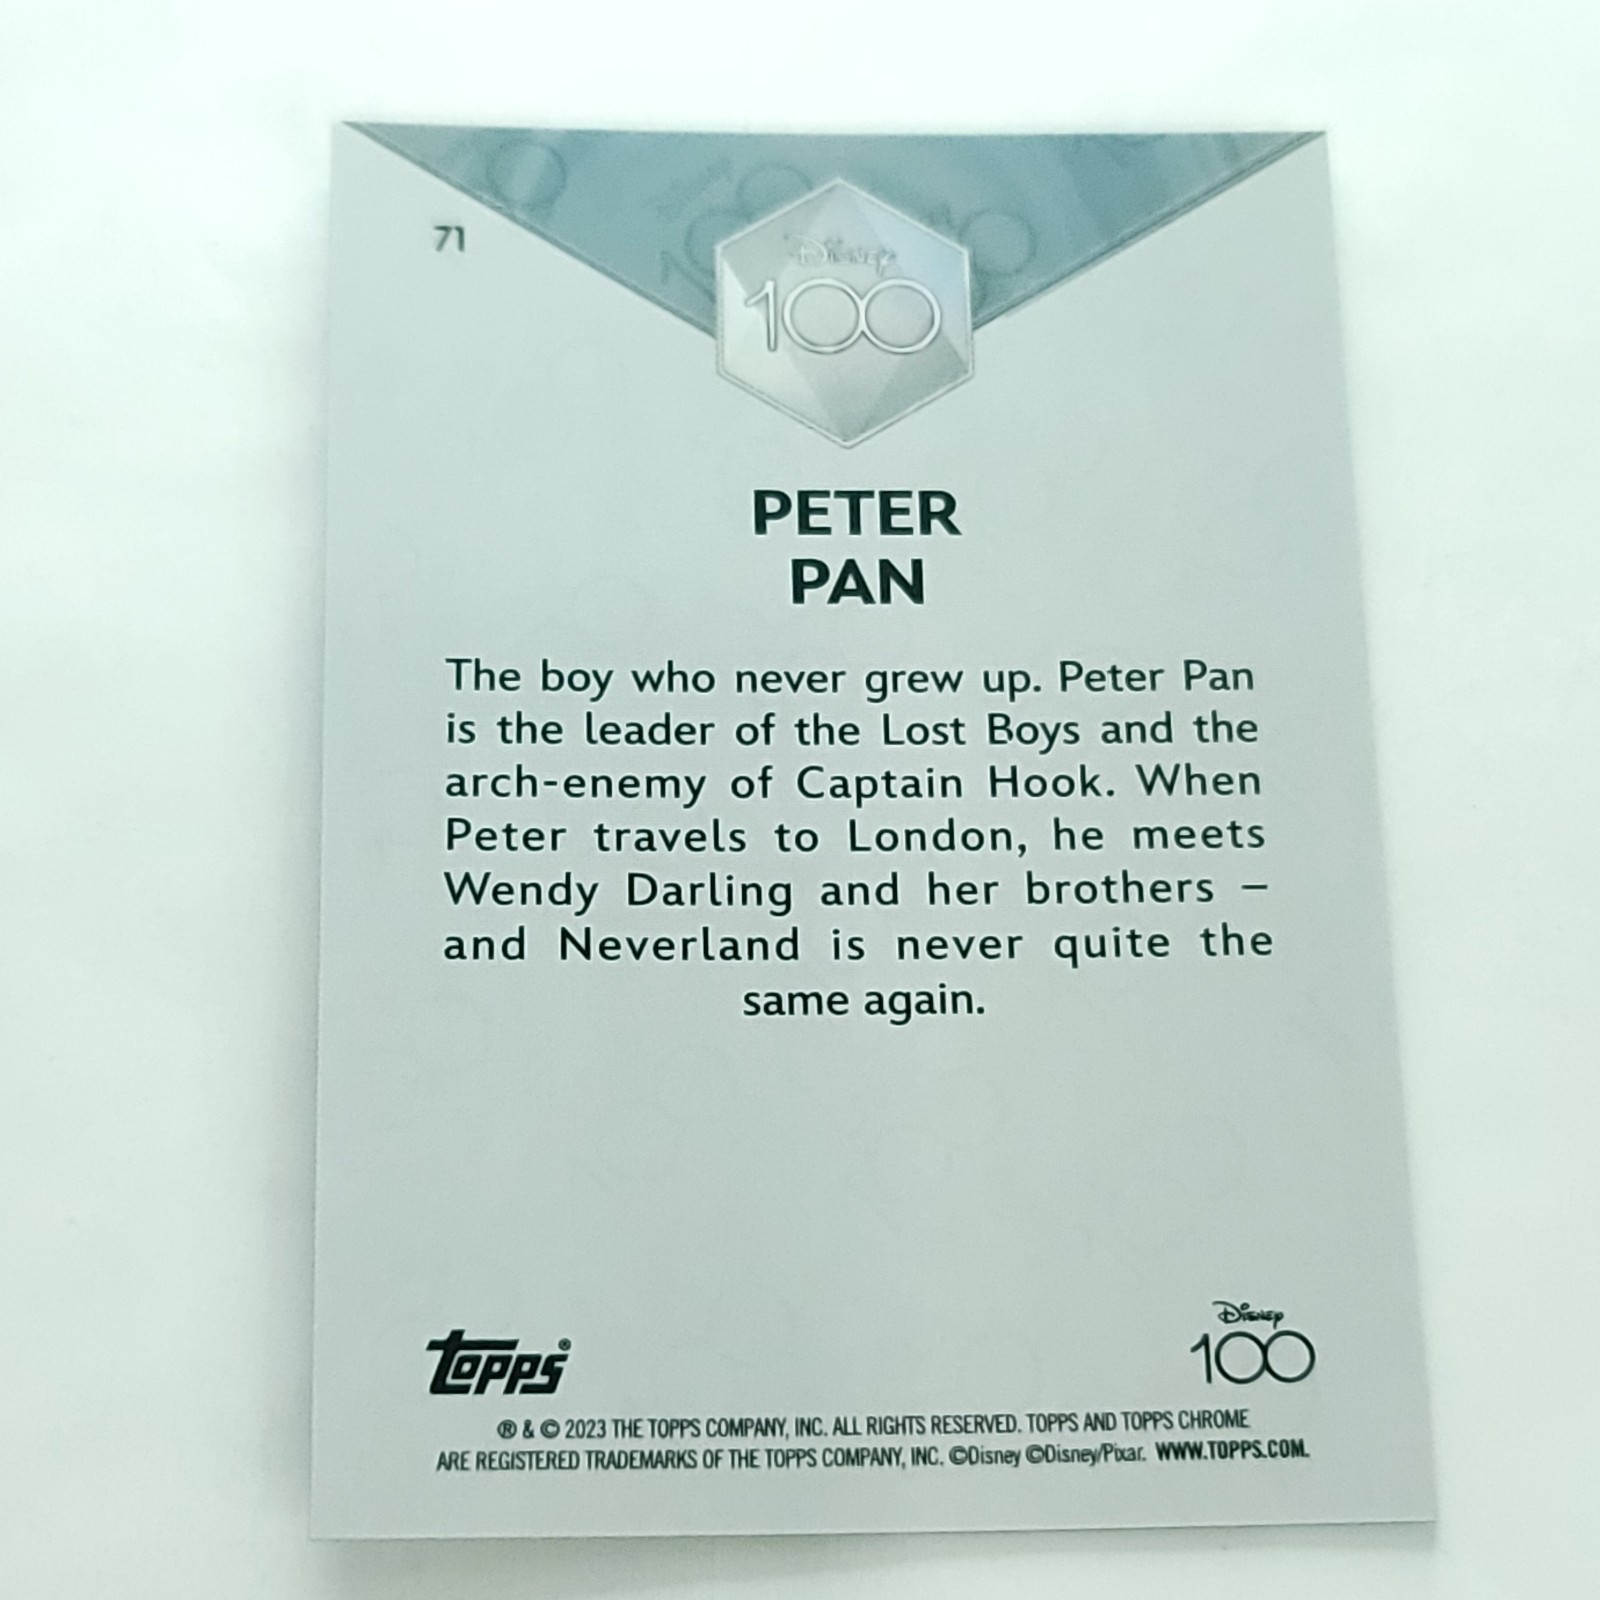 71
Disney
100
PETER
PAN
The boy who never grew up. Peter Pan
is the leader of the Lost Boys and the
arch-enemy of Captain Hook. When
Peter travels to London, he meets
Wendy Darling and her brothers –
and Neverland is never quite the
same again.
topps®
Disney
100
® & © 2023 THE TOPPS COMPANY, INC. ALL RIGHTS RESERVED. TOPPS AND TOPPS CHROME
ARE REGISTERED TRADEMARKS OF THE TOPPS COMPANY, INC. ©Disney ©Disney/Pixar. WWW.TOPPS.COM.